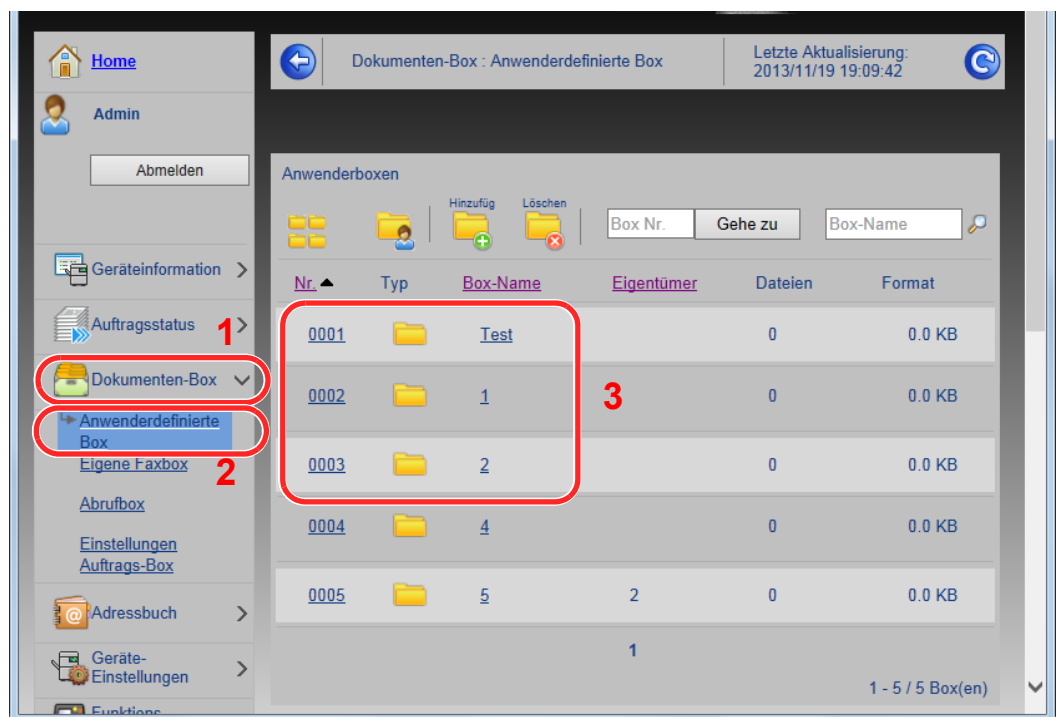 Home
Admin
Abmelden
Geräteinformation
Auftragsstatus
1
Dokumenten-Box
Anwenderdefinierte
Box
2
Eigene Faxbox
Abrufbox
Einstellungen
Auftrags-Box
Adressbuch
Geräte-
Einstellungen
Funktions
Dokumenten-Box : Anwenderdefinierte Box
Letzte Aktualisierung:
2013/11/19 19:09:42
Anwenderboxen
Hinzufüg Löschen
Box Nr. Gehe zu Box-Name
Nr. Typ Box-Name Eigentümer Dateien Format
0001 Test 0 0.0 KB
0002 1 0 0.0 KB
3
0003 2 0 0.0 KB
0004 4 0 0.0 KB
0005 5 2 0 0.0 KB
1
1 - 5 / 5 Box(en)